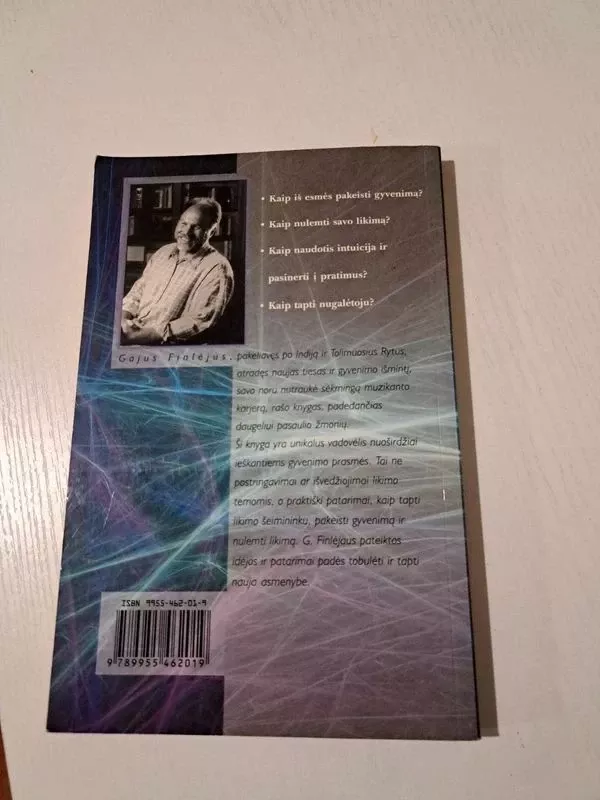 • Kaip iš esmės pakeisti gyvenimą?
• Kaip nulemti savo likimą?
• Kaip naudotis intuicija ir
pasinerti į pratimus?
• Kaip tapti nugalėtoju?
Gajus Finlėjus, pakeliavęs po Indiją ir Tolimuosius Rytus,
atradęs naujas tiesas ir gyvenimo išmintį,
savo noru nutraukė sėkmingą muzikanto
karjerą, rašo knygas, padedančias
daugeliui pasaulio žmonių.
Ši knyga yra unikalus vadovėlis nuoširdžiai
ieškantiems gyvenimo prasmės. Tai ne
postringavimai ar išvedžiojimai likimo
temomis, o praktiški patarimai, kaip tapti
likimo šeimininku, pakeisti gyvenimą ir
nulemti likimą. G. Finlėjaus pateiktos
idėjos ir patarimai padės tobulėti ir tapti
nauja asmenybe.
ISBN 9955-462-01-9
9 789955 462019